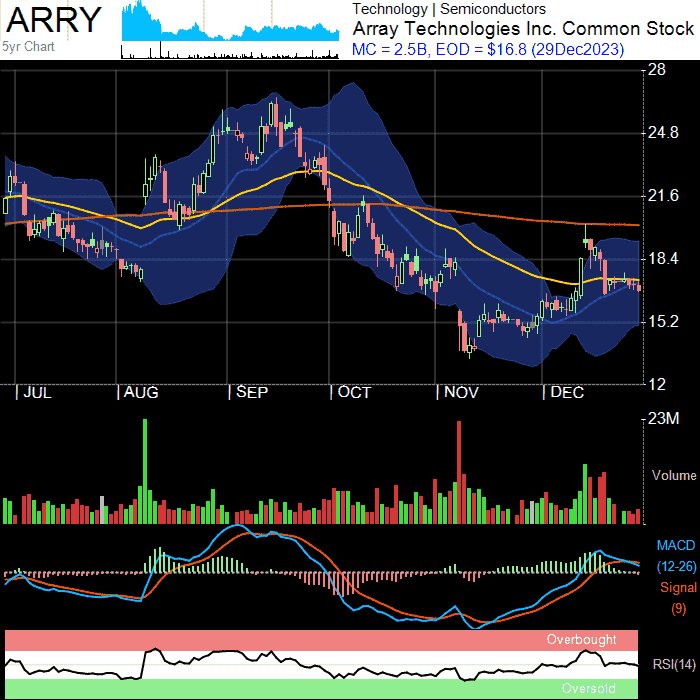 ARRY
5yr Chart
Technology | Semiconductors
Array Technologies Inc. Common Stock
MC = 2.5B, EOD = $16.8 (29Dec2023)
28
24.8
21.6
18.4
15.2
12
| JUL | AUG | SEP | OCT | NOV | DEC
23M
Volume
MACD
(12-26)
Signal
(9)
Overbought
RSI(14)
Oversold